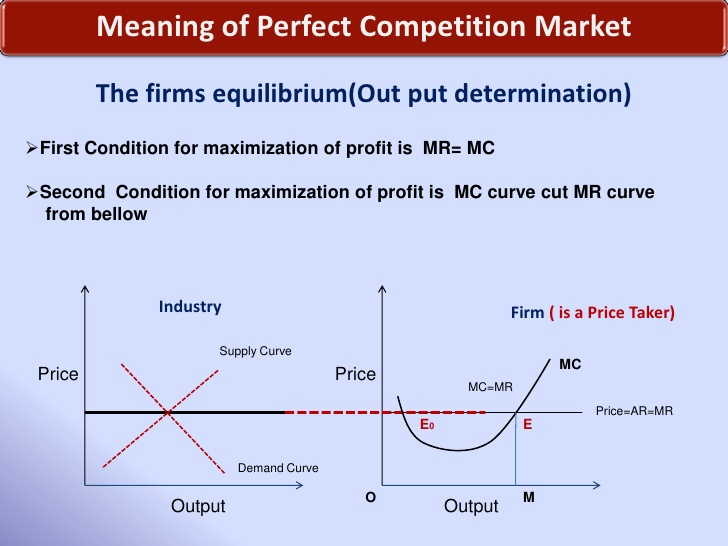 Meaning of Perfect Competition Market
The firms equilibrium(Out put determination)
➢First Condition for maximization of profit is MR= MC
➢Second Condition for maximization of profit is MC curve cut MR curve
from bellow
Industry
Supply Curve
Price
Demand Curve
Output
Firm ( is a Price Taker)
Price
MC
MC=MR
Price=AR=MR
E0
E
O
M
Output